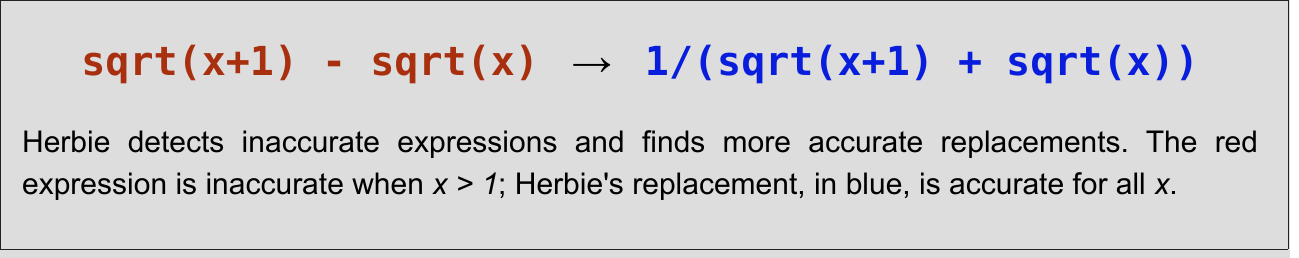 sqrt(x+1) - sqrt(x) → 1/(sqrt(x+1) + sqrt(x))
Herbie detects inaccurate expressions and finds more accurate replacements. The red
expression is inaccurate when x > 1; Herbie's replacement, in blue, is accurate for all x.